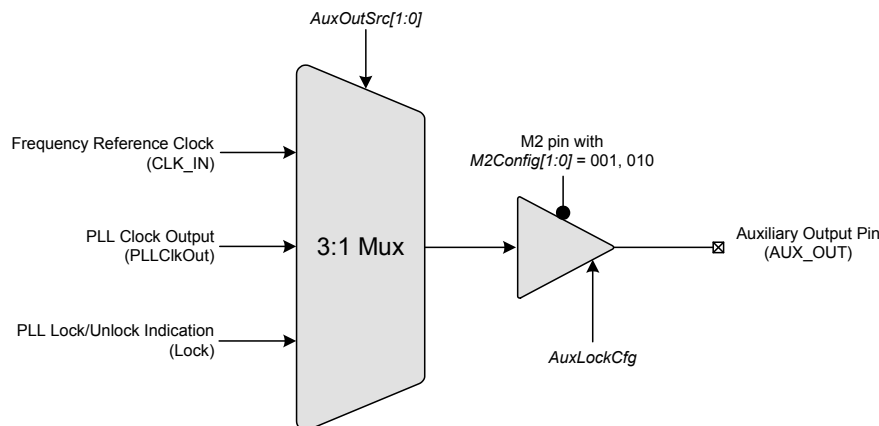 AuxOutSrc[1:0]
Frequency Reference Clock
(CLK_IN)
M2 pin with
M2Config[1:0] = 001, 010
PLL Clock Output
(PLLClkOut)
3:1 Mux
Auxiliary Output Pin
(AUX_OUT)
PLL Lock/Unlock Indication
(Lock)
AuxLockCfg